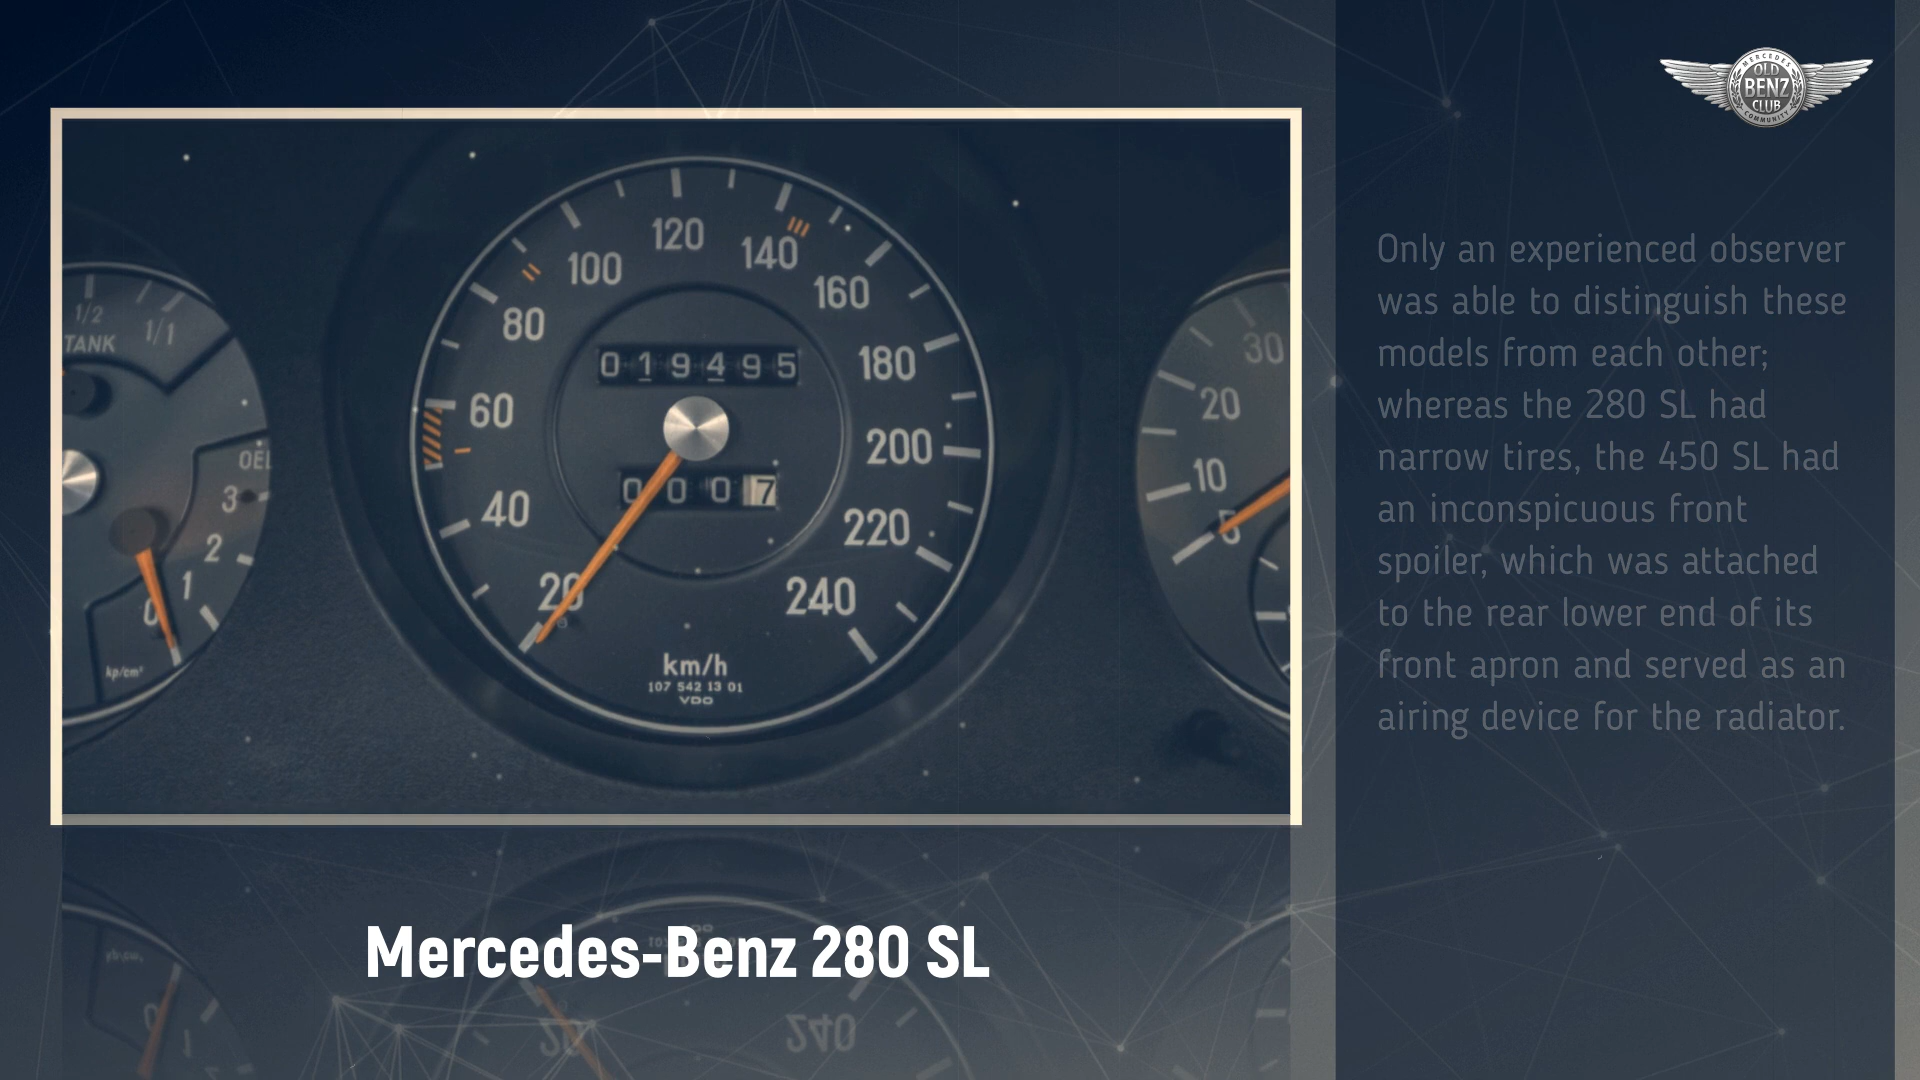 MERCEDES
OLD
BENZ
CLUB
COMMUNITY
Only an experienced observer
was able to distinguish these
models from each other;
whereas the 280 SL had
narrow tires, the 450 SL had
an inconspicuous front
spoiler, which was attached
to the rear lower end of its
front apron and served as an
airing device for the radiator.
1/2
1/1
TANK
OEL
3
2
1
0
kp/cm²
20
40
60
80
100
120
140
160
180
200
220
240
019495
0007
km/h
107 542 13 01
VDO
30
20
10
5
Mercedes-Benz 280 SL